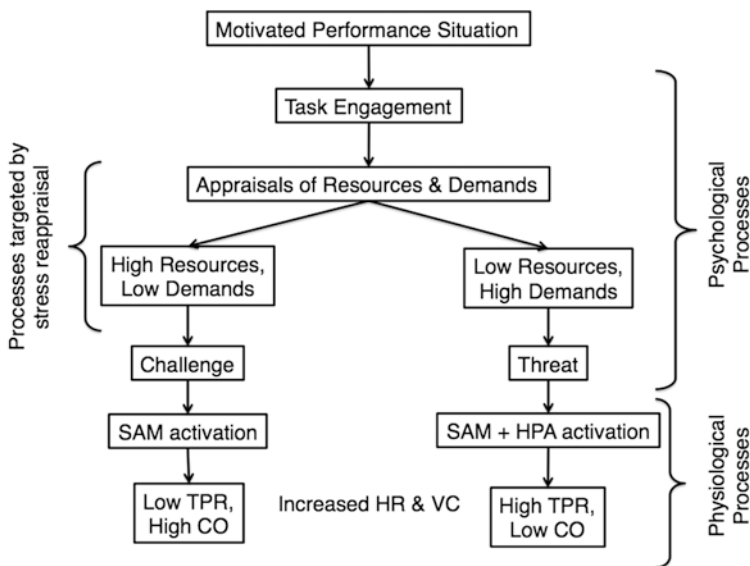 Motivated Performance Situation
Task Engagement
Appraisals of Resources & Demands
Processes targeted by
stress reappraisal
High Resources,
Low Demands
Low Resources,
High Demands
Psychological
Processes
Challenge
Threat
SAM activation
SAM + HPA activation
Low TPR,
High CO
Increased HR & VC
High TPR,
Low CO
Physiological
Processes